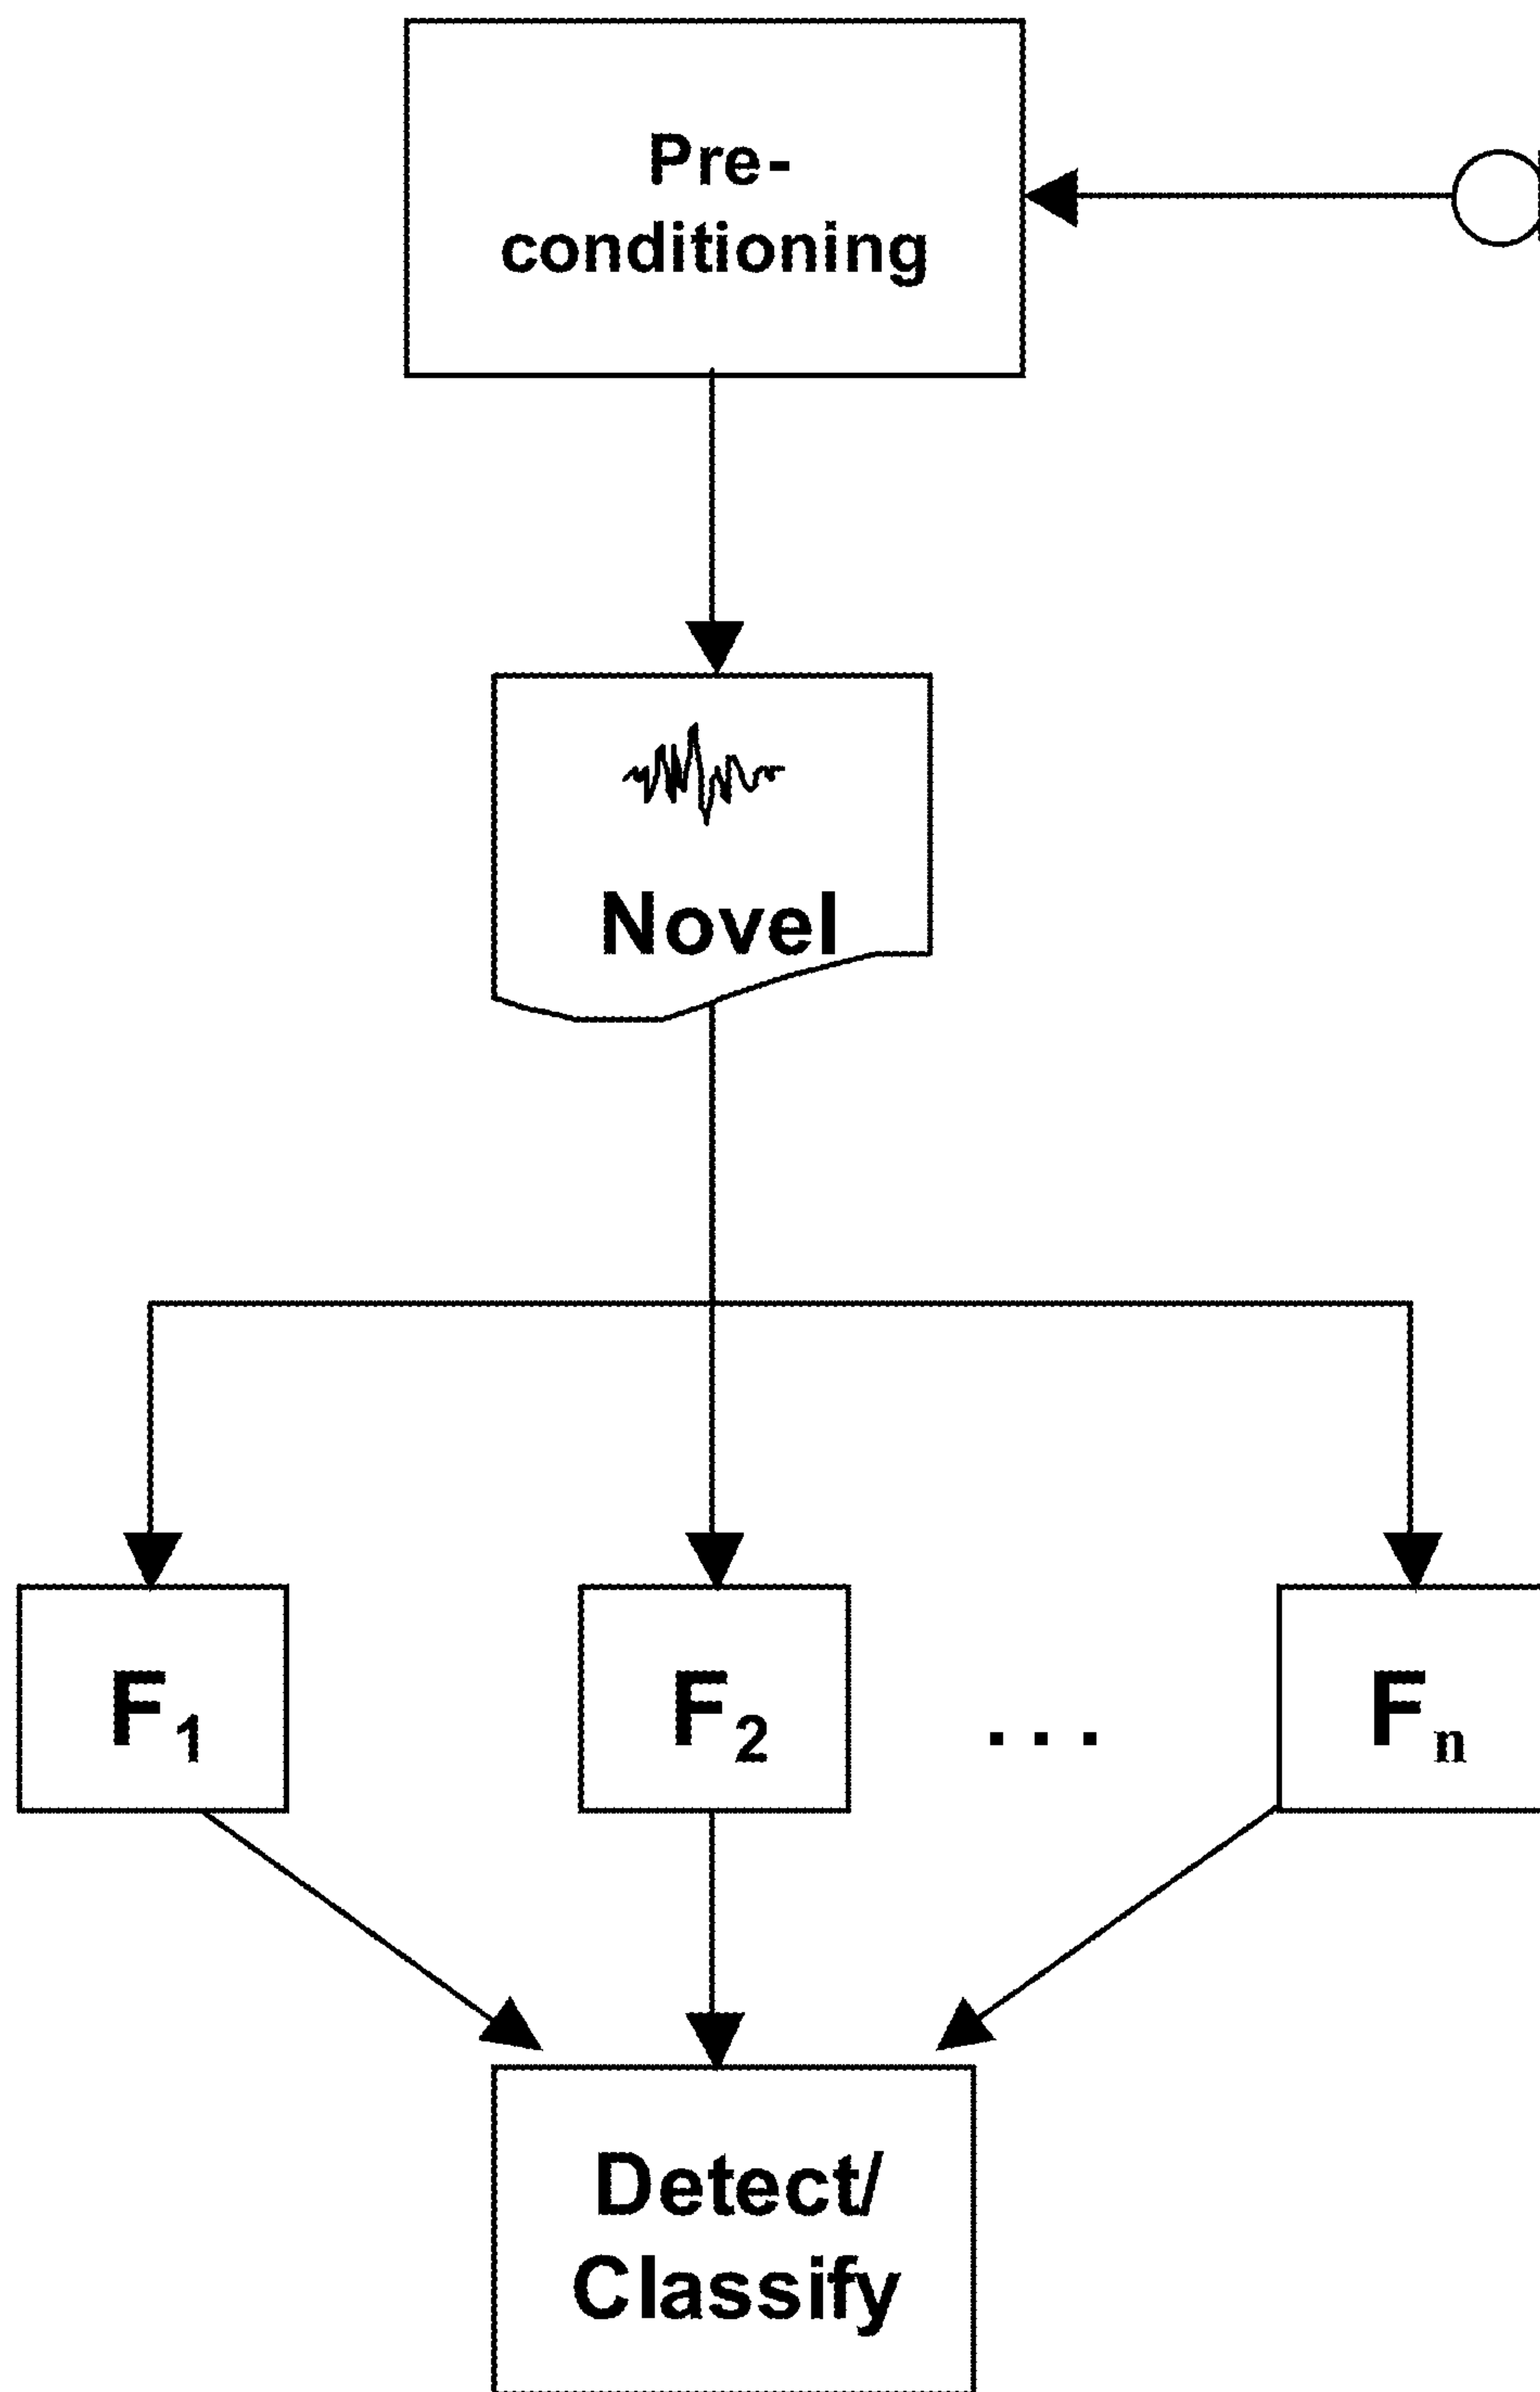 Pre-
conditioning
Novel
F₁
F₂
. . .
Fₙ
Detect/
Classify